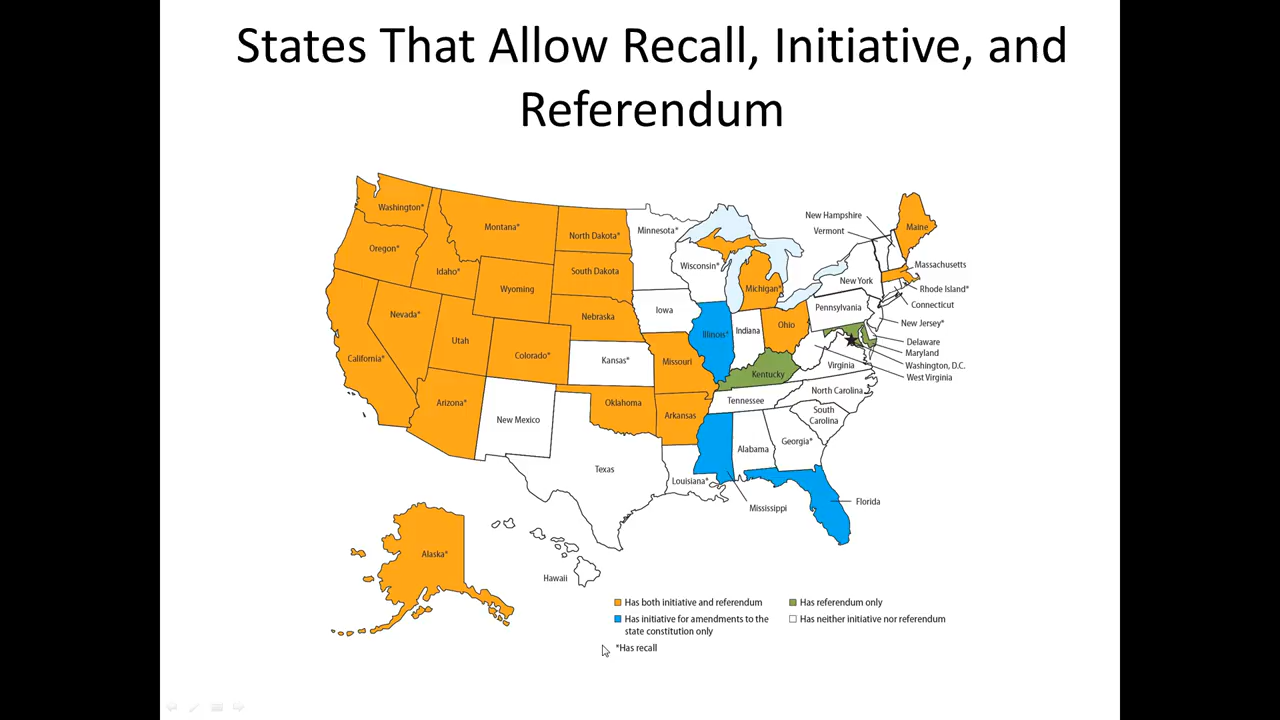 States That Allow Recall, Initiative, and
Referendum
Washington*
Oregon*
California*
Nevada*
Idaho*
Montana*
Wyoming
Utah
Colorado*
Arizona*
New Mexico
North Dakota*
South Dakota
Nebraska
Kansas*
Oklahoma
Texas
Minnesota*
Iowa
Missouri
Arkansas
Louisiana*
Wisconsin*
Illinois*
Michigan*
Indiana
Ohio
Kentucky
Tennessee
Mississippi
Alabama
Georgia*
Florida
South
Carolina
North Carolina
Virginia
West Virginia
Washington, D.C.
Maryland
Delaware
New Jersey*
Pennsylvania
New York
Connecticut
Rhode Island*
Massachusetts
Vermont
New Hampshire
Maine
Alaska*
Hawaii
Has both initiative and referendum
Has initiative for amendments to the
state constitution only
Has referendum only
Has neither initiative nor referendum
*Has recall